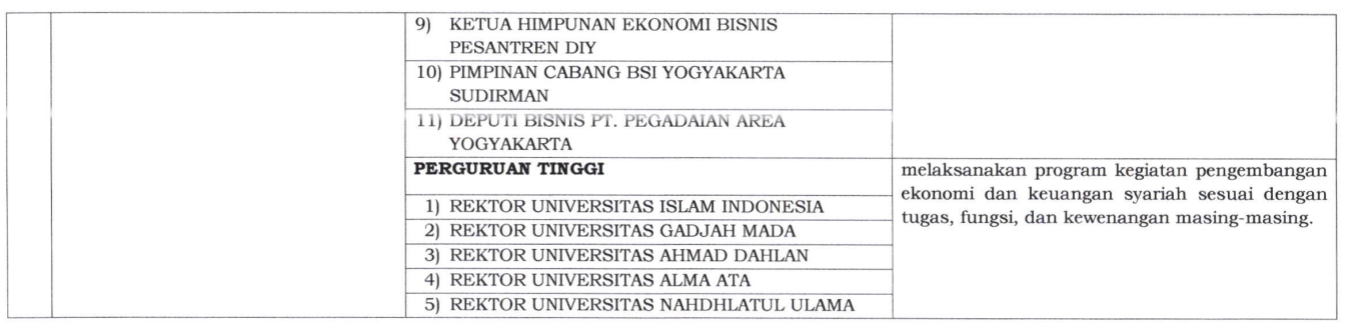 9) KETUA HIMPUNAN EKONOMI BISNIS
PESANTREN DIY
10) PIMPINAN CABANG BSI YOGYAKARTA
SUDIRMAN
11) DEPUTI BISNIS PT. PEGADAIAN AREA
YOGYAKARTA
PERGURUAN TINGGI
1) REKTOR UNIVERSITAS ISLAM INDONESIA
2) REKTOR UNIVERSITAS GADJAH MADA
3) REKTOR UNIVERSITAS AHMAD DAHLAN
4) REKTOR UNIVERSITAS ALMA ATA
5) REKTOR UNIVERSITAS NAHDHLATUL ULAMA
melaksanakan program kegiatan pengembangan
ekonomi dan keuangan syariah sesuai dengan
tugas, fungsi, dan kewenangan masing-masing.